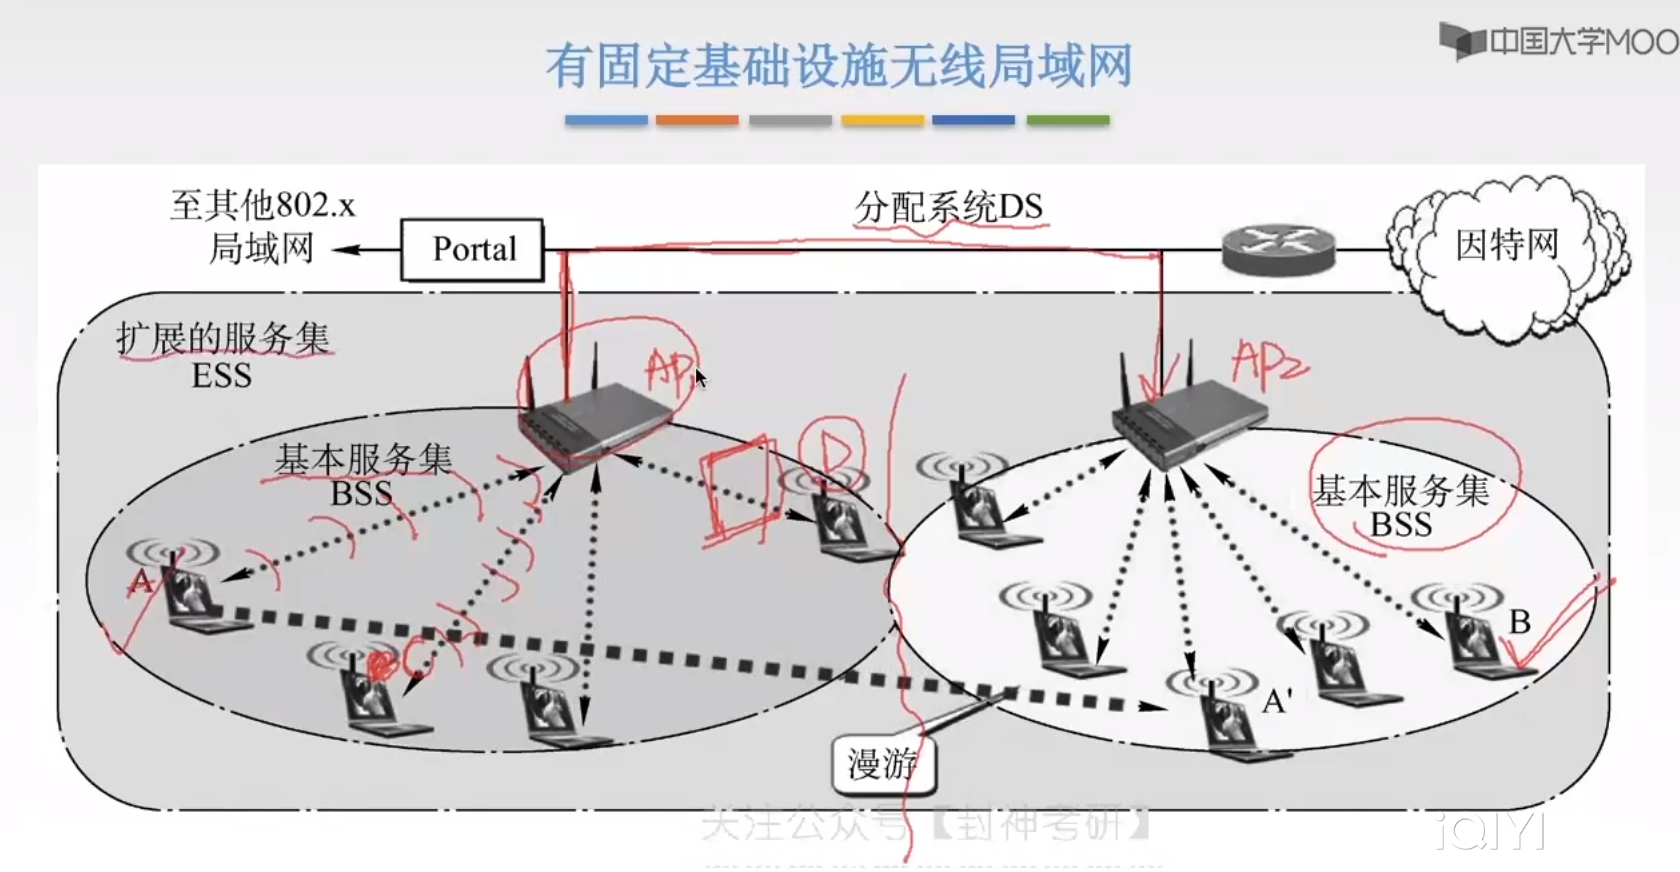 中国大学MOO
有固定基础设施无线局域网
至其他802.x
局域网
Portal
分配系统DS
因特网
扩展的服务集
ESS
AP1
AP2
基本服务集
BSS
D
基本服务集
BSS
A
C
B
A'
漫游
关注公众号【封神考研】
iQIYI